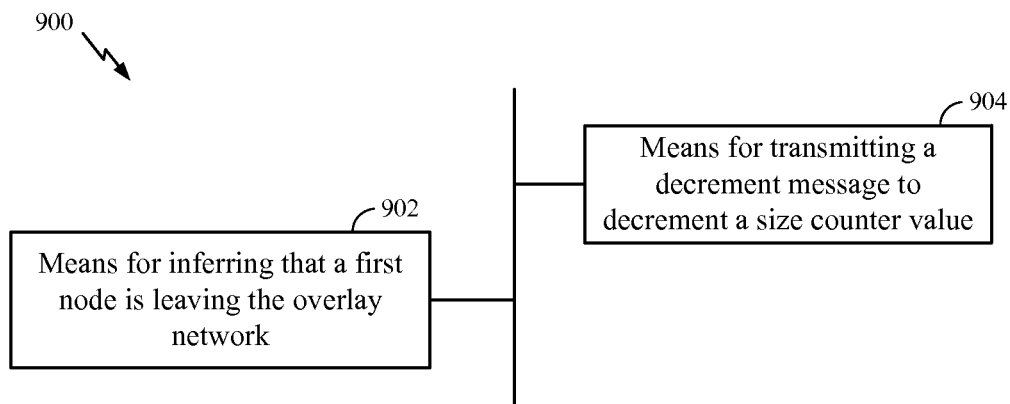 900
904
Means for transmitting a
decrement message to
decrement a size counter value
902
Means for inferring that a first
node is leaving the overlay
network